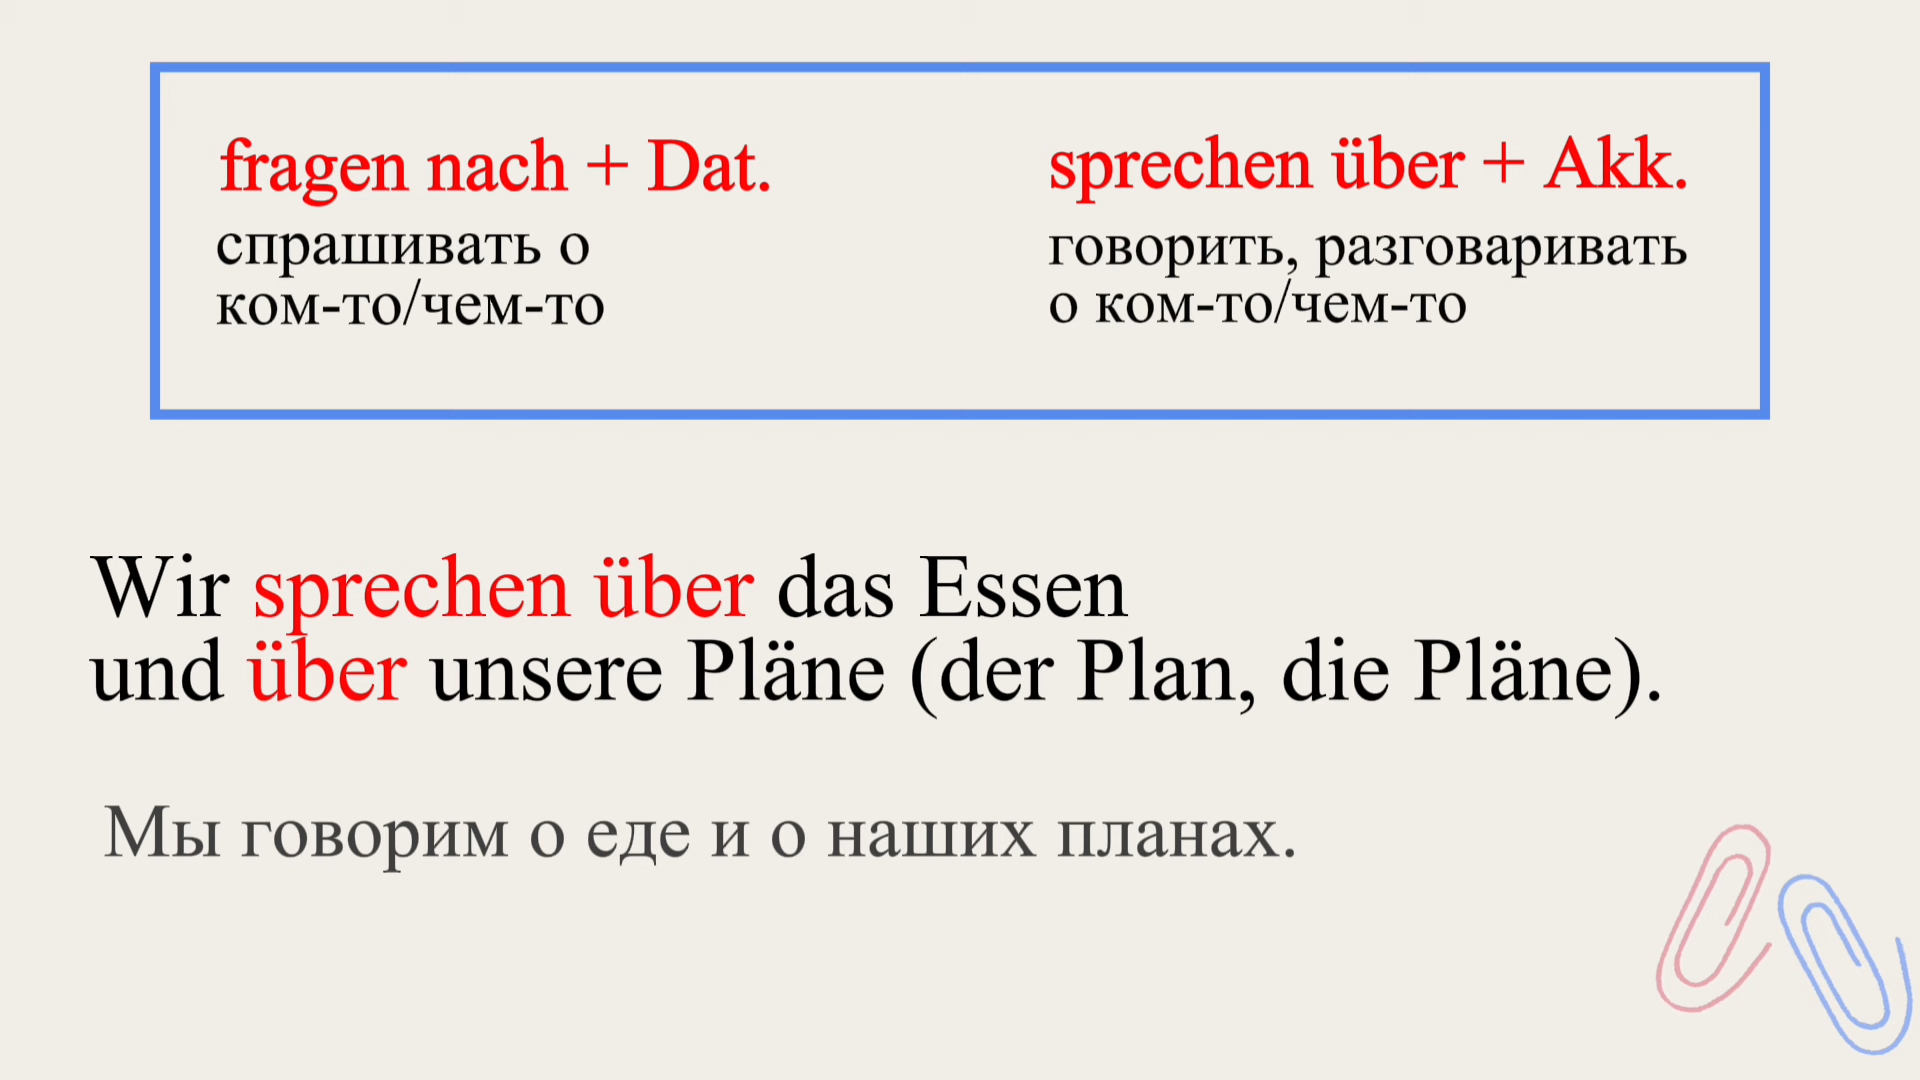 fragen nach + Dat.
спрашивать о
ком-то/чем-то
sprechen über + Akk.
говорить, разговаривать
о ком-то/чем-то
Wir sprechen über das Essen
und über unsere Pläne (der Plan, die Pläne).
Мы говорим о еде и о наших планах.